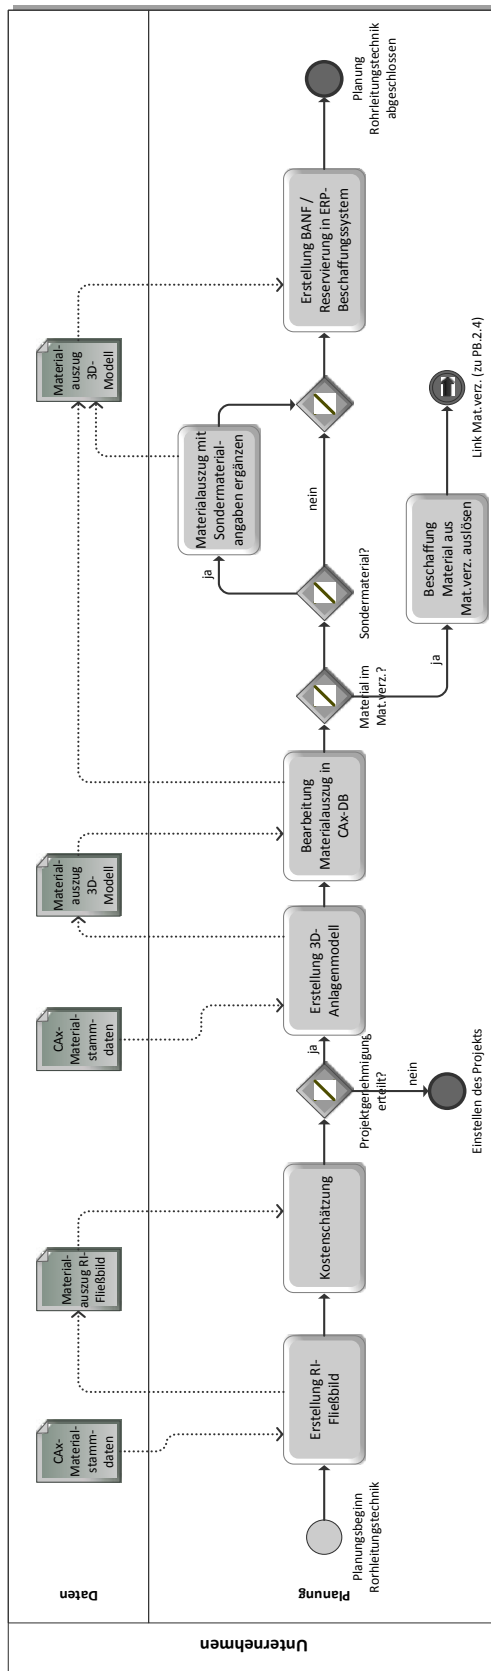 Unternehmen
Daten
Planung
CAx-
Material-
stamm-
daten
Material-
auszug RI-
Fließbild
CAx-
Material-
stamm-
daten
Material-
auszug
3D-
Modell
Material-
auszug
3D-
Modell
Planungsbeginn
Rorhleitungstechnik
Erstellung RI-
Fließbild
Kostenschätzung
Projektgenehmigung
erteilt?
ja
nein
Einstellen des Projekts
Erstellung 3D-
Anlagenmodell
Bearbeitung
Materialauszug in
CAx-DB
Material im
Mat.verz.?
ja
Beschaffung
Material aus
Mat.verz. auslösen
Link Mat.verz. (zu PB.2.4)
Sondermaterial?
ja
nein
Materialauszug mit
Sondermaterial-
angaben ergänzen
Erstellung BANF /
Reservierung in ERP-
Beschaffungssystem
Planung
Rohrleitungstechnik
abgeschlossen